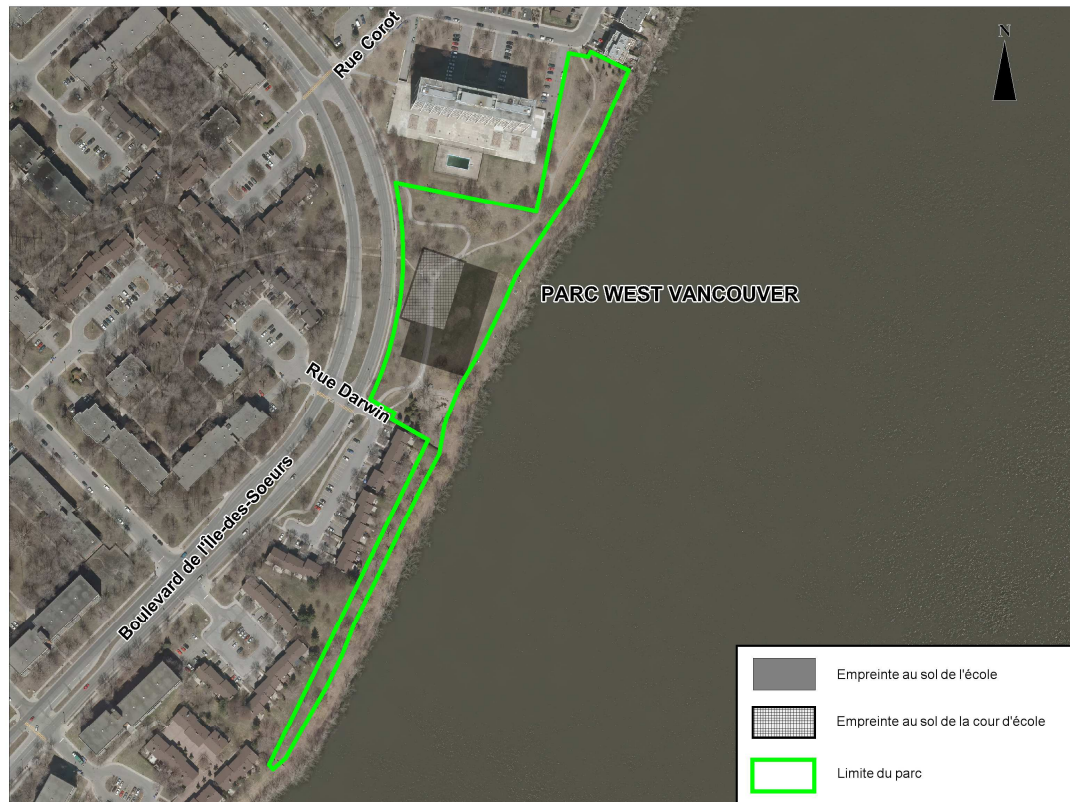 Rue Corot
N
PARC WEST VANCOUVER
Rue Darwin
Boulevard de l'Île-des-Soeurs
Empreinte au sol de l'école
Empreinte au sol de la cour d'école
Limite du parc